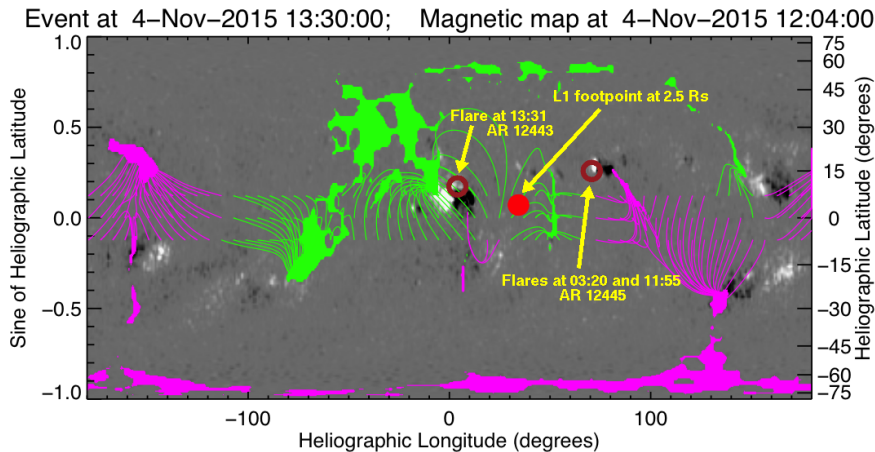 Event at 4-Nov-2015 13:30:00; Magnetic map at 4-Nov-2015 12:04:00
1.0
0.5
0.0
−0.5
−1.0
Sine of Heliographic Latitude
L1 footpoint at 2.5 Rs
Flare at 13:31
AR 12443
Flares at 03:20 and 11:55
AR 12445
75
60
45
30
15
0
−15
−30
−45
−60
−75
Heliographic Latitude (degrees)
−100 0 100
Heliographic Longitude (degrees)